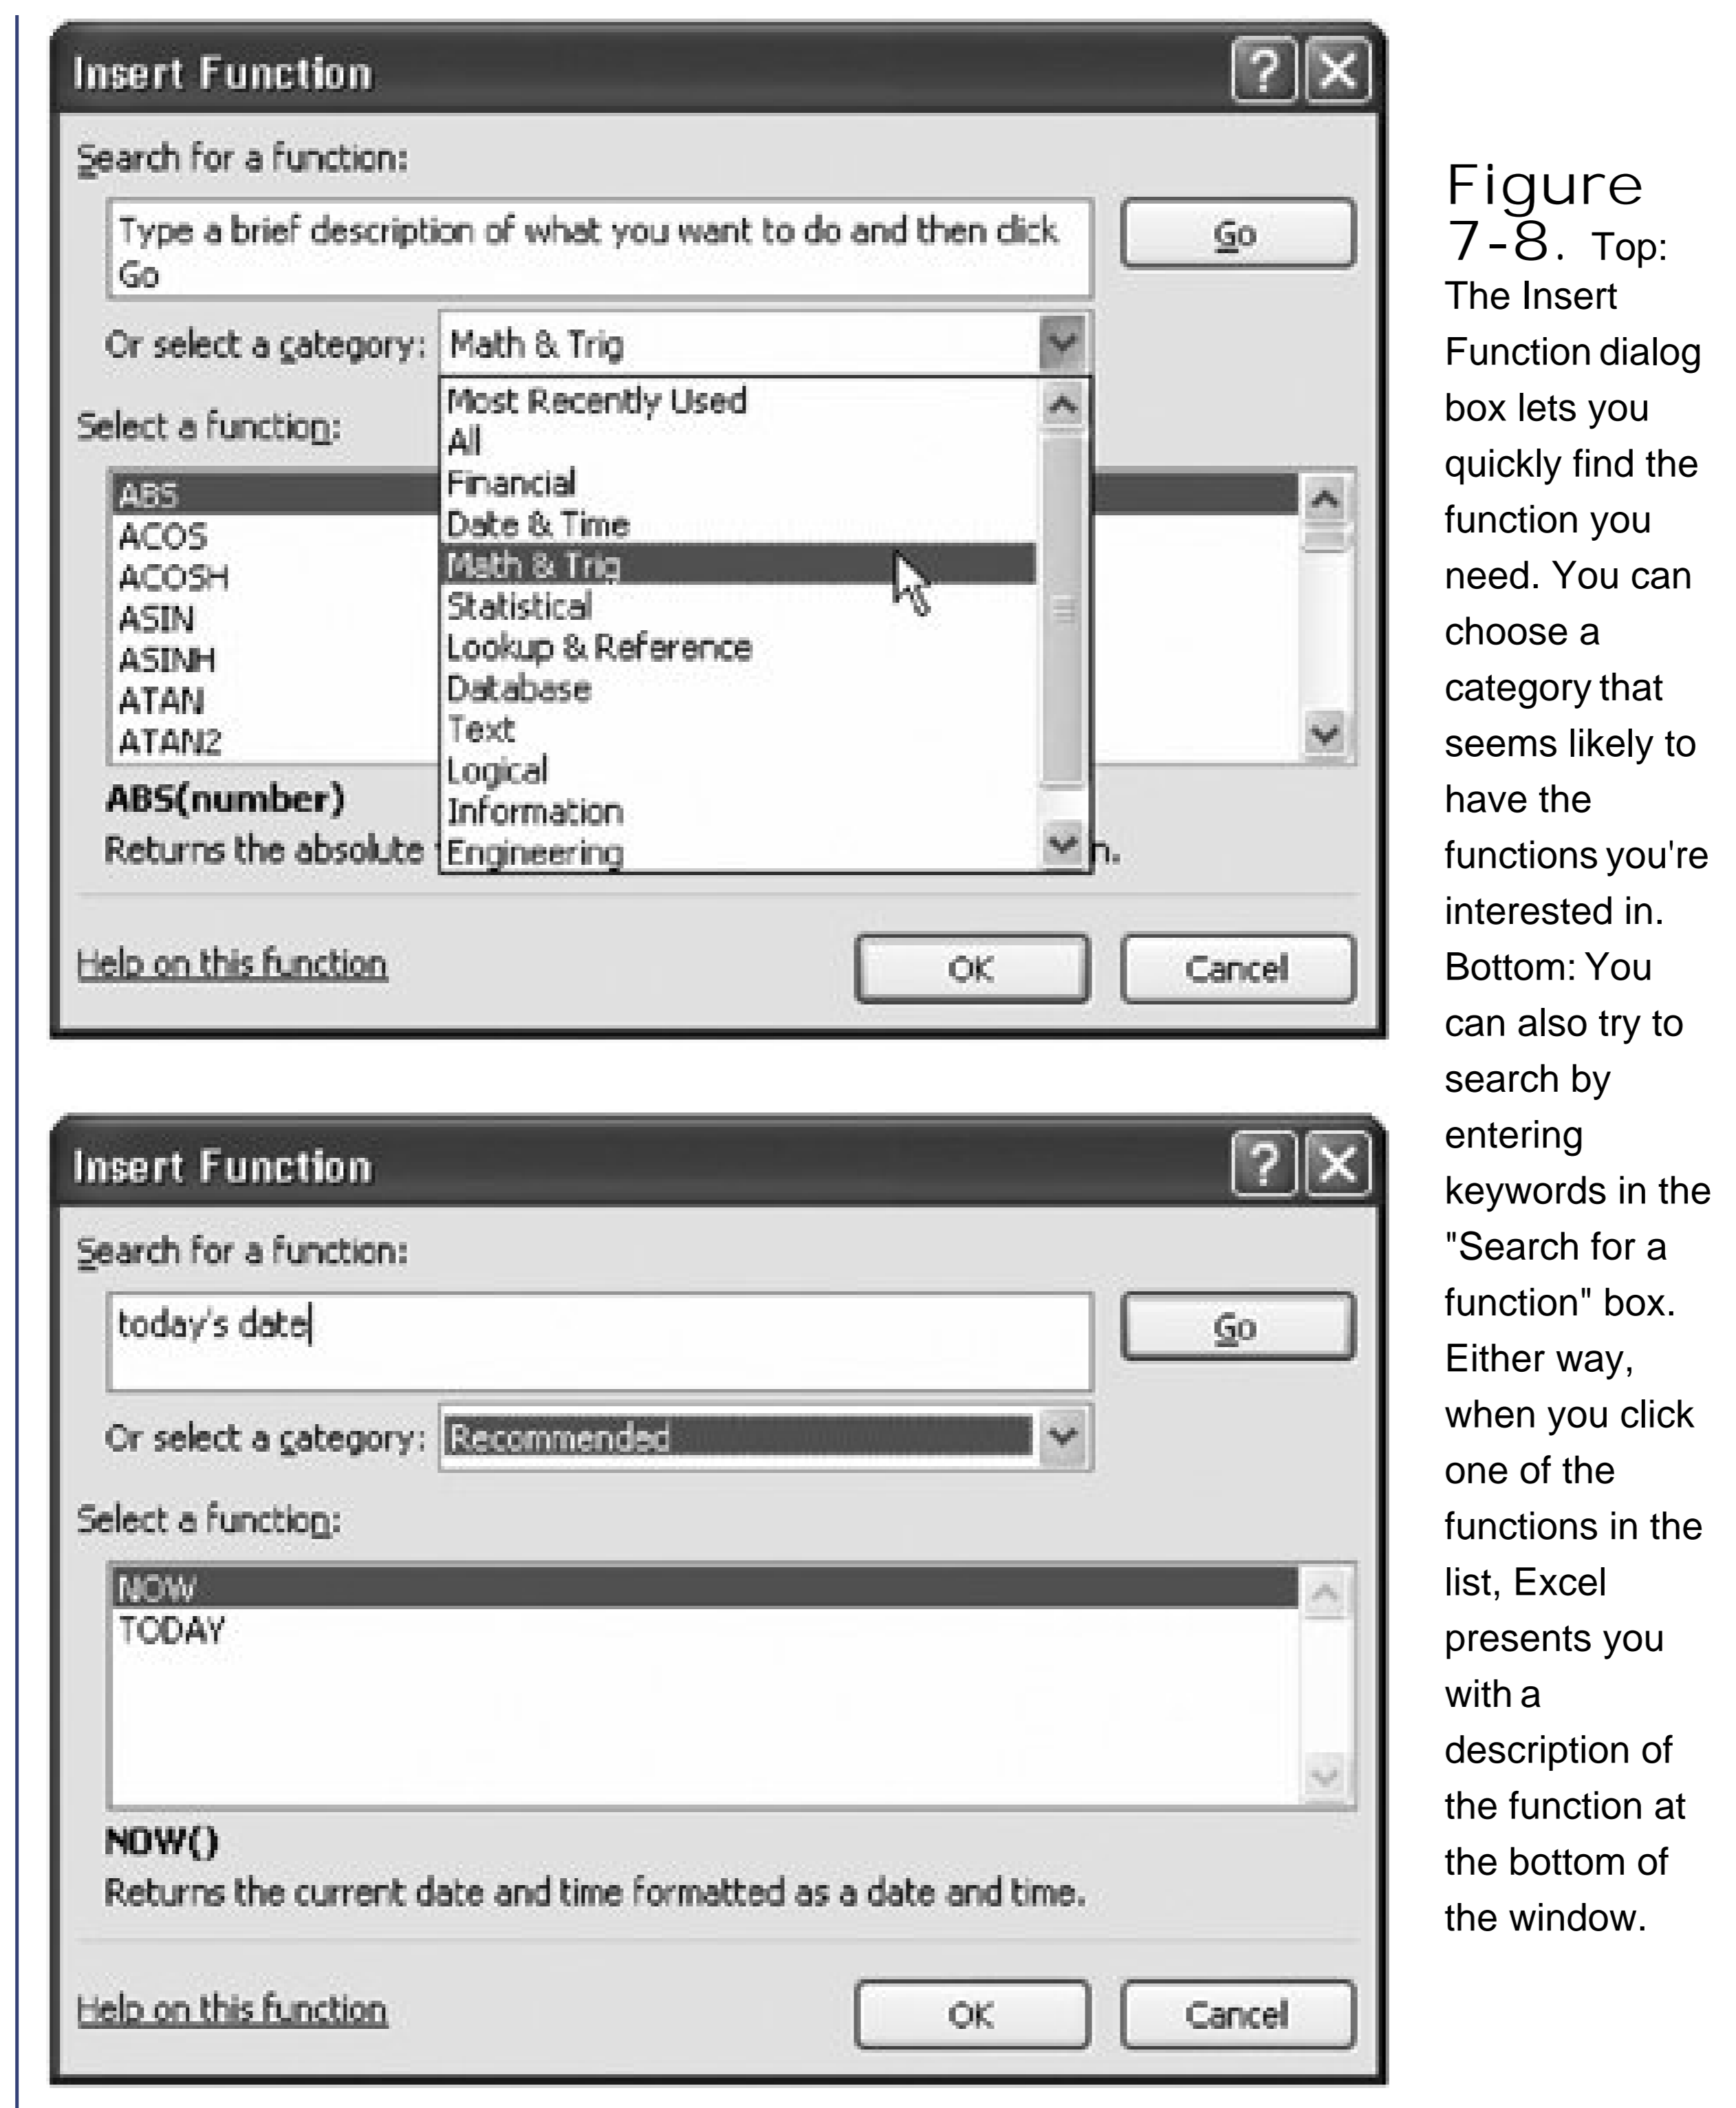 Insert Function
Search for a function:
Type a brief description of what you want to do and then click
Go
Go
Or select a category: Math & Trig
Most Recently Used
All
Financial
Date & Time
Math & Trig
Statistical
Lookup & Reference
Database
Text
Logical
Information
Engineering
Select a function:
ABS
ACOS
ACOSH
ASIN
ASINH
ATAN
ATAN2
ABS(number)
Returns the absolute
n.
Help on this function
OK
Cancel
Insert Function
Search for a function:
today's date
Go
Or select a category: Recommended
Select a function:
NOW
TODAY
NOW()
Returns the current date and time formatted as a date and time.
Help on this function
OK
Cancel
Figure
7-8. Top:
The Insert
Function dialog
box lets you
quickly find the
function you
need. You can
choose a
category that
seems likely to
have the
functions you're
interested in.
Bottom: You
can also try to
search by
entering
keywords in the
"Search for a
function" box.
Either way,
when you click
one of the
functions in the
list, Excel
presents you
with a
description of
the function at
the bottom of
the window.